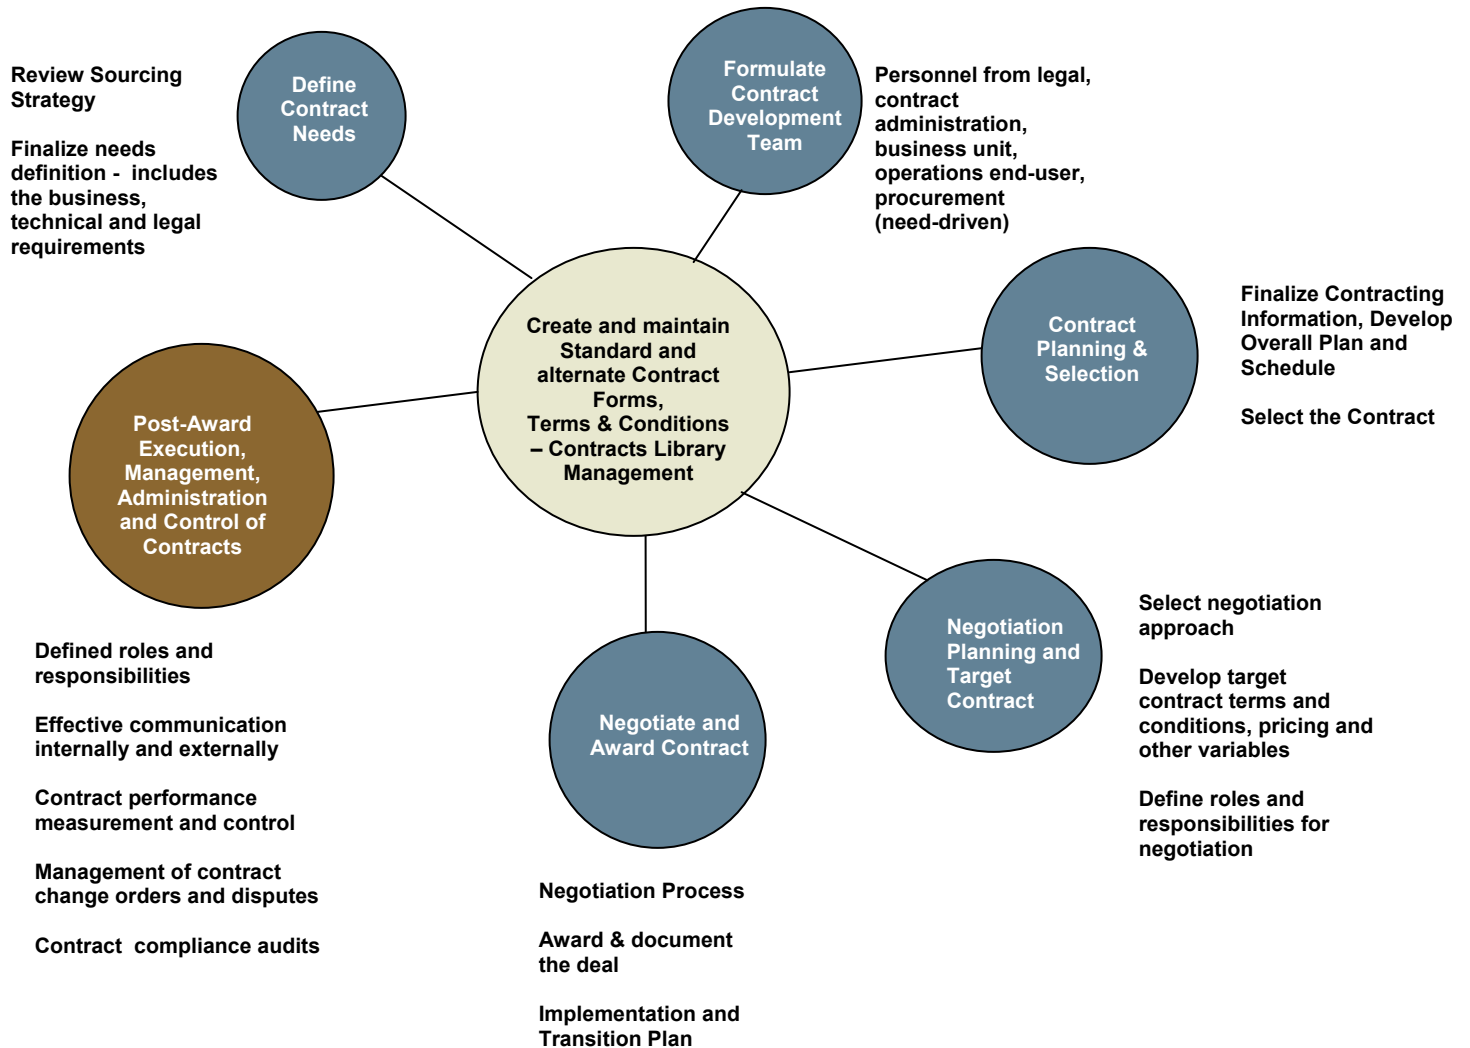 Review Sourcing
Strategy
Finalize needs
definition -  includes
the business,
technical and legal
requirements
Define
Contract
Needs
Formulate
Contract
Development
Team
Personnel from legal,
contract
administration,
business unit,
operations end-user,
procurement
(need-driven)
Contract
Planning &
Selection
Finalize Contracting
Information, Develop
Overall Plan and
Schedule
Select the Contract
Create and maintain
Standard and
alternate Contract
Forms,
Terms & Conditions
– Contracts Library
Management
Post-Award
Execution,
Management,
Administration
and Control of
Contracts
Defined roles and
responsibilities
Effective communication
internally and externally
Contract performance
measurement and control
Management of contract
change orders and disputes
Contract  compliance audits
Negotiate and
Award Contract
Negotiation Process
Award & document
the deal
Implementation and
Transition Plan
Negotiation
Planning and
Target
Contract
Select negotiation
approach
Develop target
contract terms and
conditions, pricing and
other variables
Define roles and
responsibilities for
negotiation